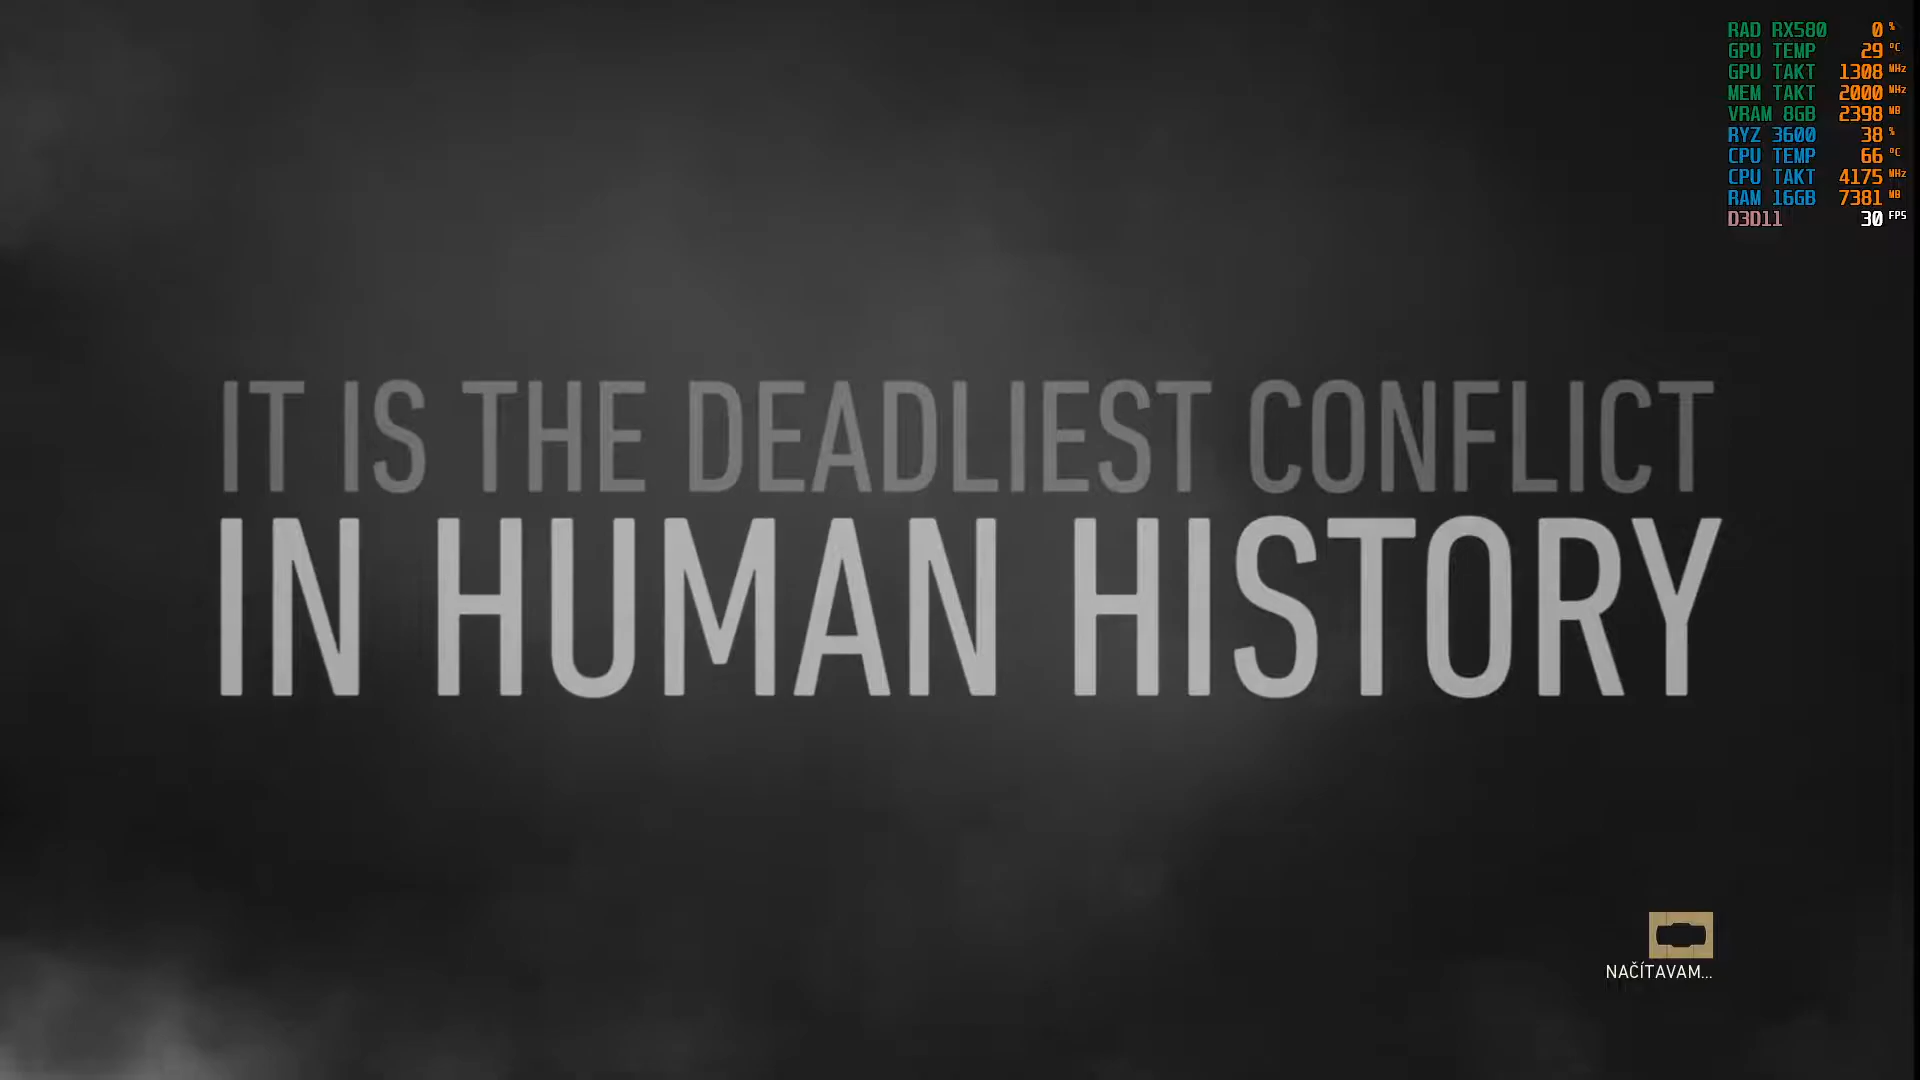 RAD RX580 0 %
GPU TEMP 29 °C
GPU TAKT 1308 MHz
MEM TAKT 2000 MHz
VRAM 8GB 2398 MB
RYZ 3600 38 %
CPU TEMP 66 °C
CPU TAKT 4175 MHz
RAM 16GB 7381 MB
D3D11 30 FPS
IT IS THE DEADLIEST CONFLICT
IN HUMAN HISTORY
NAČÍTAVAM...